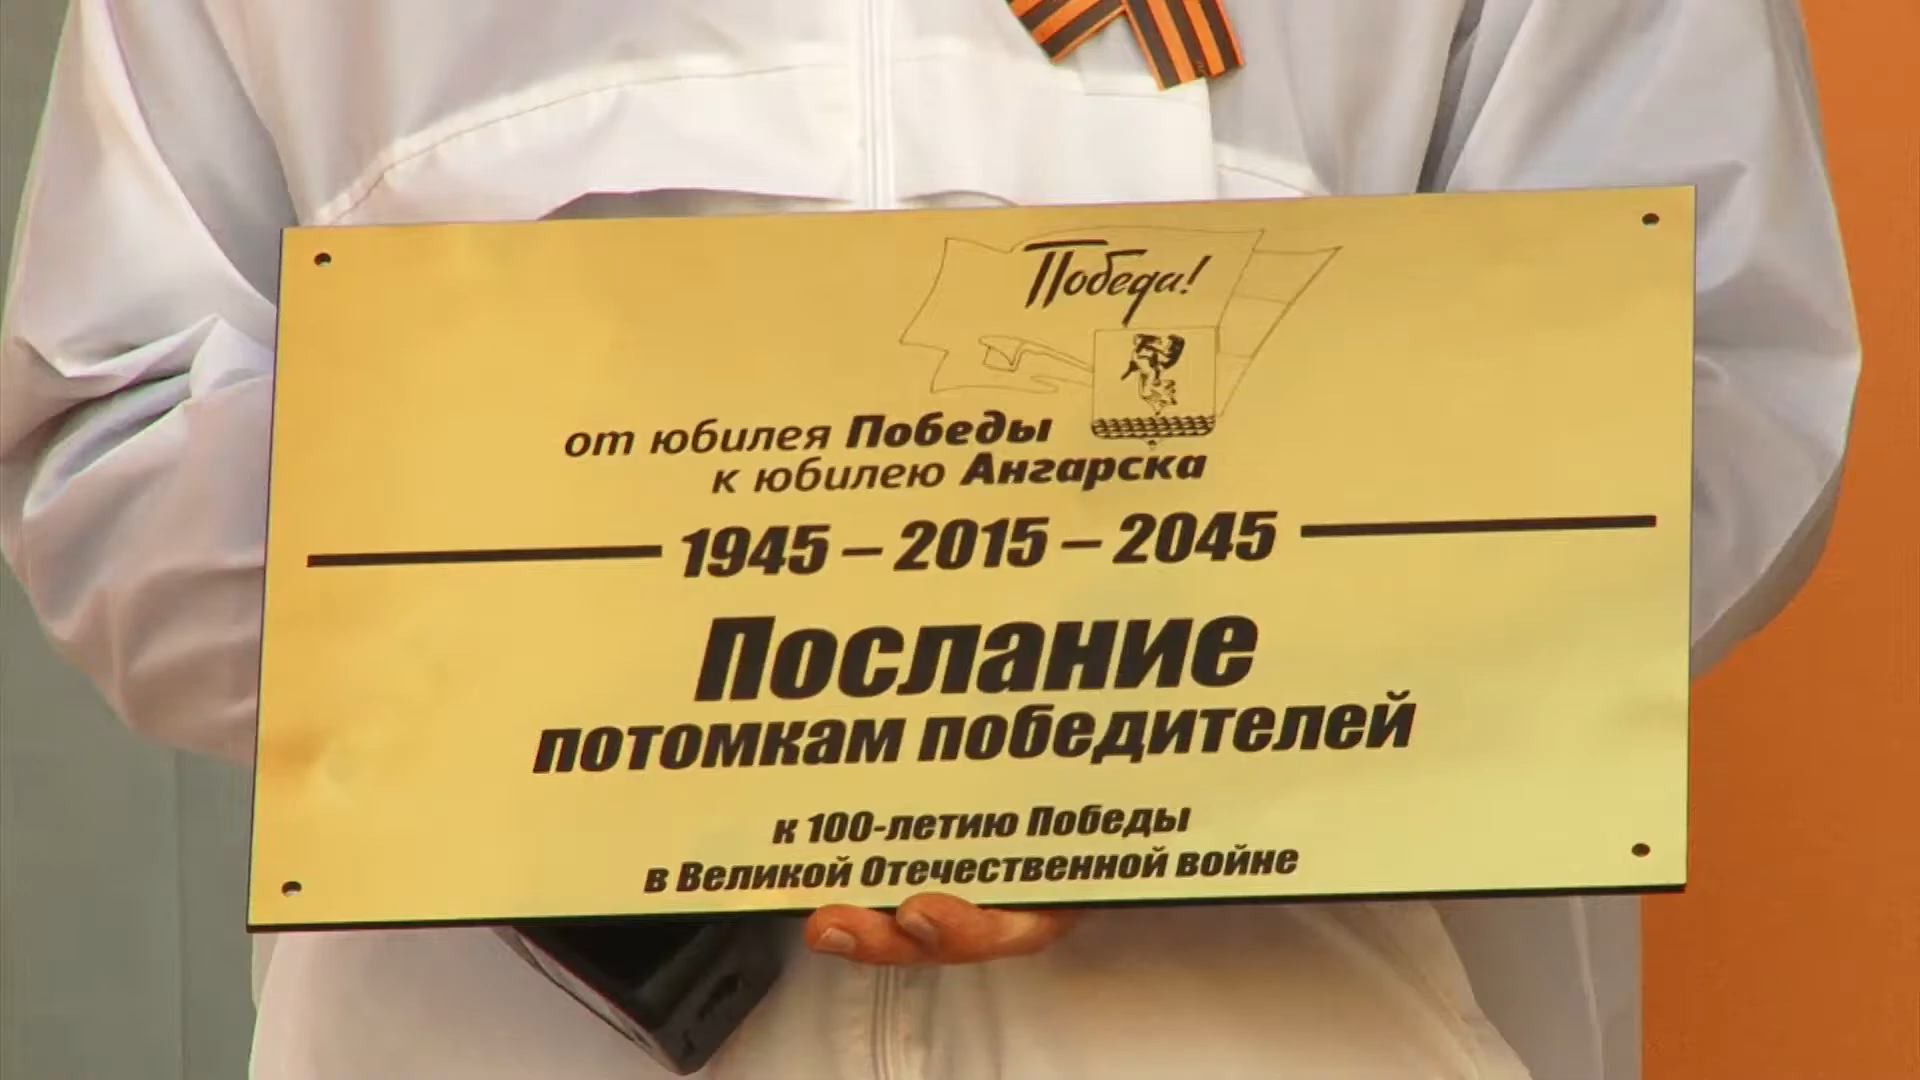 Победа!
от юбилея Победы
к юбилею Ангарска
1945 – 2015 – 2045
Послание
потомкам победителей
к 100-летию Победы
в Великой Отечественной войне